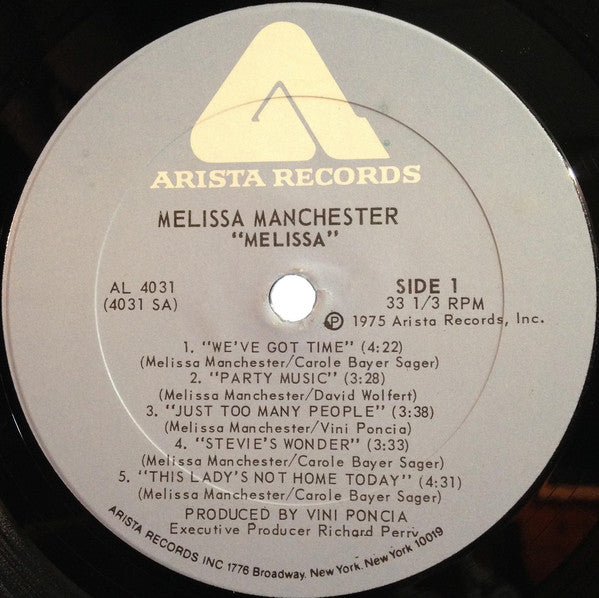 ARISTA RECORDS
MELISSA MANCHESTER
"MELISSA"
AL 4031
(4031 SA)
SIDE 1
33 1/3 RPM
℗ 1975 Arista Records, Inc.
1. "WE'VE GOT TIME" (4:22)
(Melissa Manchester/Carole Bayer Sager)
2. "PARTY MUSIC" (3:28)
(Melissa Manchester/David Wolfert)
3. "JUST TOO MANY PEOPLE" (3:38)
(Melissa Manchester/Vini Poncia)
4. "STEVIE'S WONDER" (3:33)
(Melissa Manchester/Carole Bayer Sager)
5. "THIS LADY'S NOT HOME TODAY" (4:31)
(Melissa Manchester/Carole Bayer Sager)
PRODUCED BY VINI PONCIA
Executive Producer Richard Perry
ARISTA RECORDS INC 1776 Broadway, New York, New York 10019